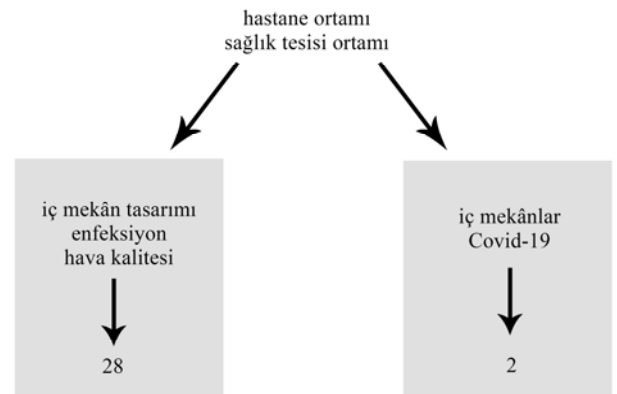 hastane ortamı
sağlık tesisi ortamı
iç mekân tasarımı
enfeksiyon
hava kalitesi
28
iç mekânlar
Covid-19
2